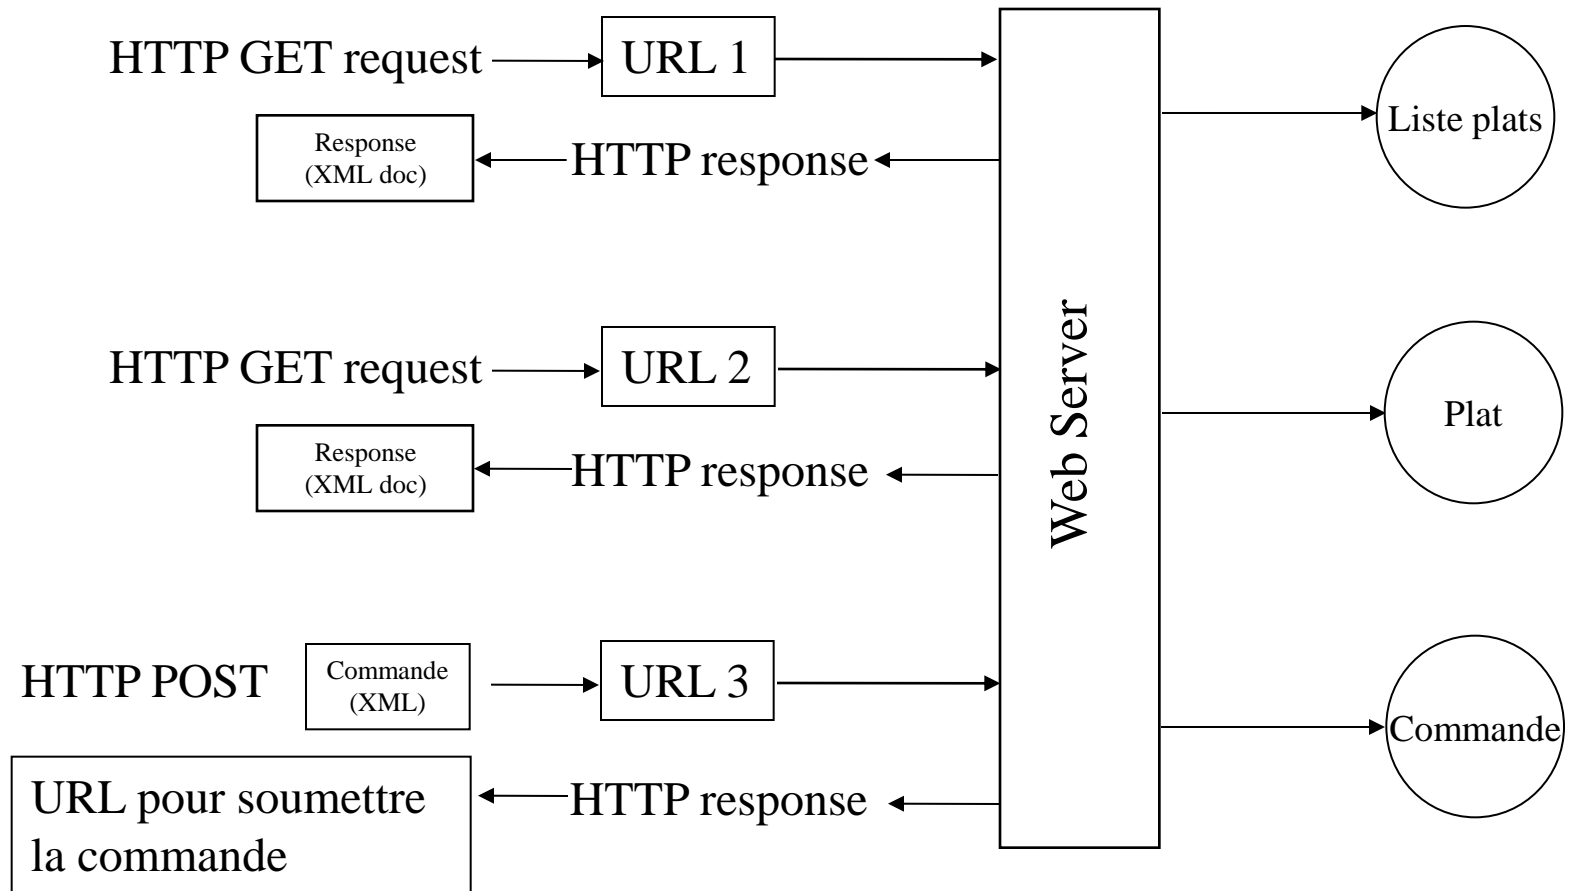 HTTP GET request
URL 1
Liste plats
Response
(XML doc)
HTTP response
Web Server
HTTP GET request
URL 2
Plat
Response
(XML doc)
HTTP response
HTTP POST
Commande
(XML)
URL 3
Commande
URL pour soumettre
la commande
HTTP response